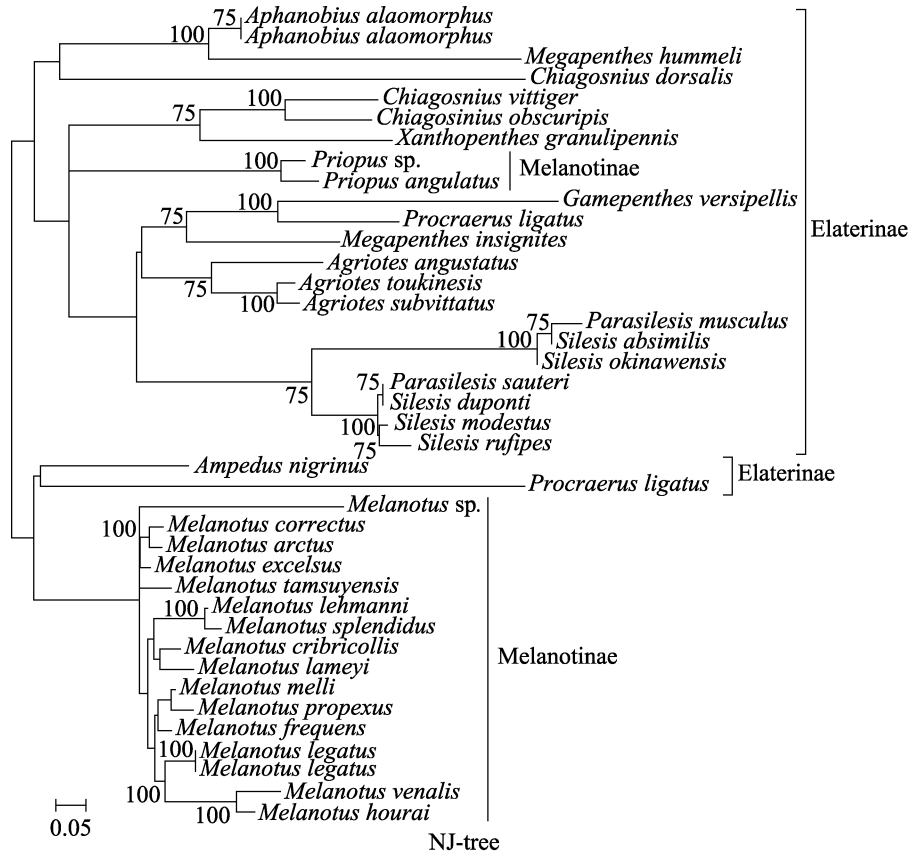 75 Aphanobius alaomorphus
100 Aphanobius alaomorphus
Megapenthes hummeli
Chiagosnius dorsalis
100 Chiagosnius vittiger
75 Chiagosinius obscuripis
Xanthopenthes granulipennis
100 Priopus sp.
Melanotinae
Priopus angulatus
100 Gamepenthes versipellis
75 Procraerus ligatus
Elaterinae
Megapenthes insignites
Agriotes angustatus
75 Agriotes toukinesis
100 Agriotes subvittatus
75 Parasilesis musculus
100 Silesis absimilis
Silesis okinawensis
75 75 Parasilesis sauteri
Silesis duponti
100 Silesis modestus
75 Silesis rufipes
Ampedus nigrinus
Elaterinae
Procraerus ligatus
Melanotus sp.
100 Melanotus correctus
Melanotus arctus
Melanotus excelsus
Melanotus tamsuyensis
100 Melanotus lehmanni
Melanotus splendidus
Melanotus cribricollis
Melanotinae
Melanotus lameyi
Melanotus melli
Melanotus propexus
Melanotus frequens
100 Melanotus legatus
Melanotus legatus
100 Melanotus venalis
100 Melanotus hourai
0.05
NJ-tree